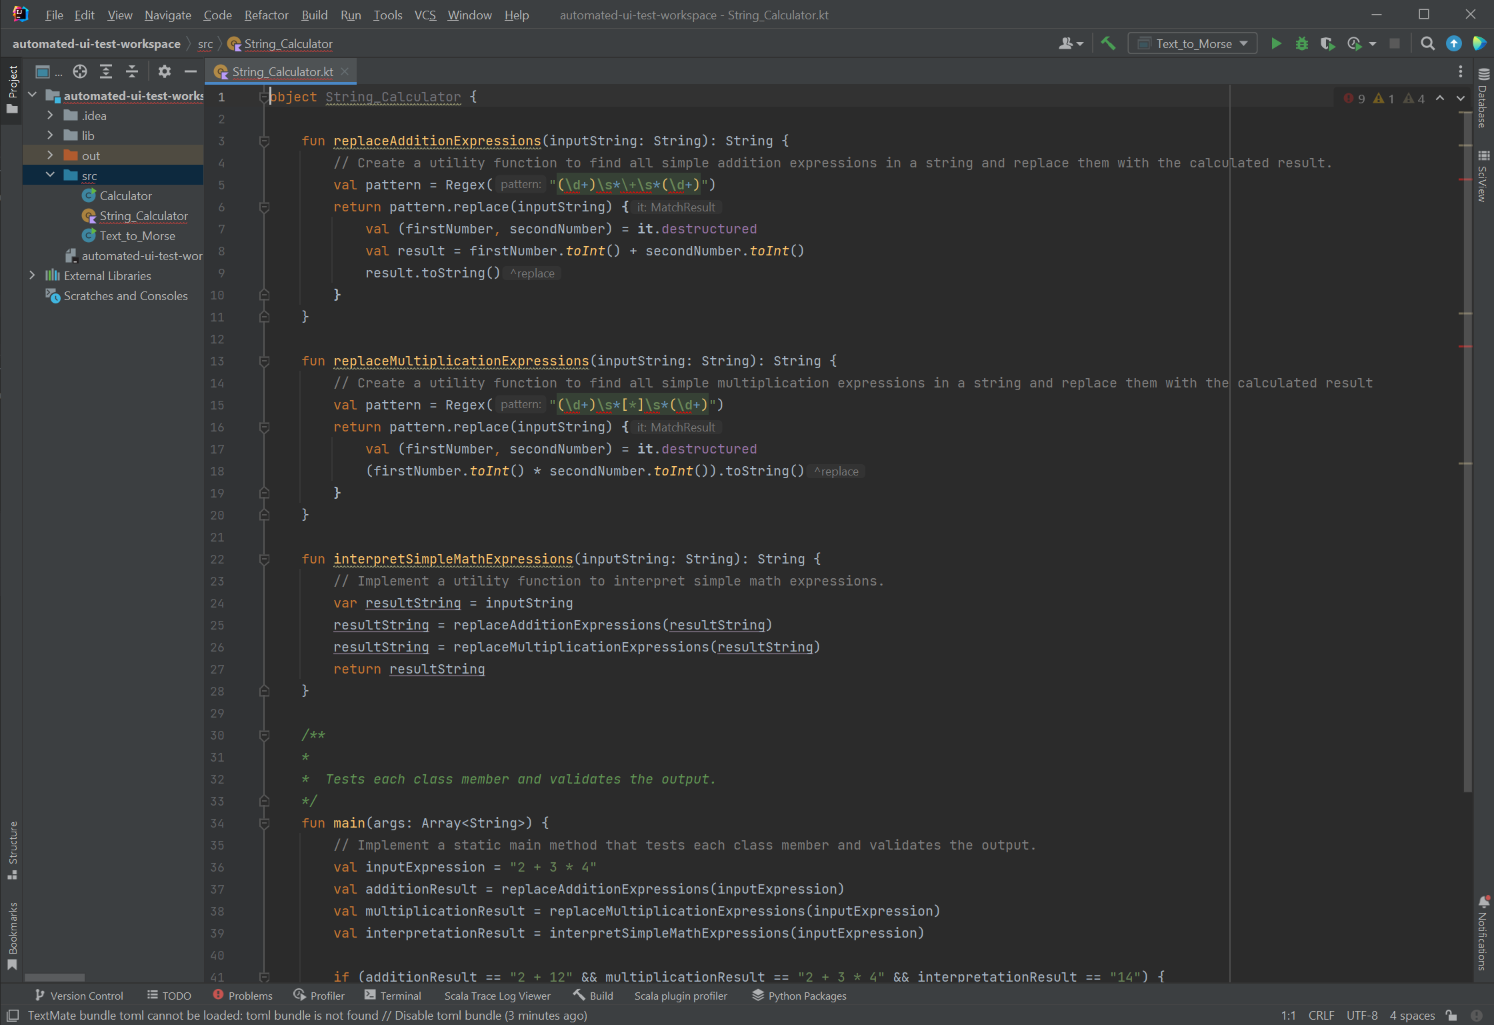 File Edit View Navigate Code Refactor Build Run Tools VCS Window Help automated-ui-test-workspace - String_Calculator.kt
automated-ui-test-workspace src String_Calculator Text_to_Morse
Project ... String_Calculator.kt
automated-ui-test-works
.idea
lib
out
src
Calculator
String_Calculator
Text_to_Morse
automated-ui-test-wor
External Libraries
Scratches and Consoles
9 1 4
1 object String_Calculator {
2
3 fun replaceAdditionExpressions(inputString: String): String {
4 // Create a utility function to find all simple addition expressions in a string and replace them with the calculated result.
5 val pattern = Regex( pattern: "(\d+)\s*\+\s*(\d+)")
6 return pattern.replace(inputString) { it: MatchResult
7 val (firstNumber, secondNumber) = it.destructured
8 val result = firstNumber.toInt() + secondNumber.toInt()
9 result.toString() ^replace
10 }
11 }
12
13 fun replaceMultiplicationExpressions(inputString: String): String {
14 // Create a utility function to find all simple multiplication expressions in a string and replace them with the calculated result
15 val pattern = Regex( pattern: "(\d+)\s*[*]\s*(\d+)")
16 return pattern.replace(inputString) { it: MatchResult
17 val (firstNumber, secondNumber) = it.destructured
18 (firstNumber.toInt() * secondNumber.toInt()).toString() ^replace
19 }
20 }
21
22 fun interpretSimpleMathExpressions(inputString: String): String {
23 // Implement a utility function to interpret simple math expressions.
24 var resultString = inputString
25 resultString = replaceAdditionExpressions(resultString)
26 resultString = replaceMultiplicationExpressions(resultString)
27 return resultString
28 }
29
30 /**
31 *
32 * Tests each class member and validates the output.
33 */
34 fun main(args: Array<String>) {
35 // Implement a static main method that tests each class member and validates the output.
36 val inputExpression = "2 + 3 * 4"
37 val additionResult = replaceAdditionExpressions(inputExpression)
38 val multiplicationResult = replaceMultiplicationExpressions(inputExpression)
39 val interpretationResult = interpretSimpleMathExpressions(inputExpression)
40
41 if (additionResult == "2 + 12" && multiplicationResult == "2 + 3 * 4" && interpretationResult == "14") {
Structure
Bookmarks
Database
SciView
Notifications
Version Control TODO Problems Profiler Terminal Scala Trace Log Viewer Build Scala plugin profiler Python Packages
TextMate bundle toml cannot be loaded: toml bundle is not found // Disable toml bundle (3 minutes ago) 1:1 CRLF UTF-8 4 spaces